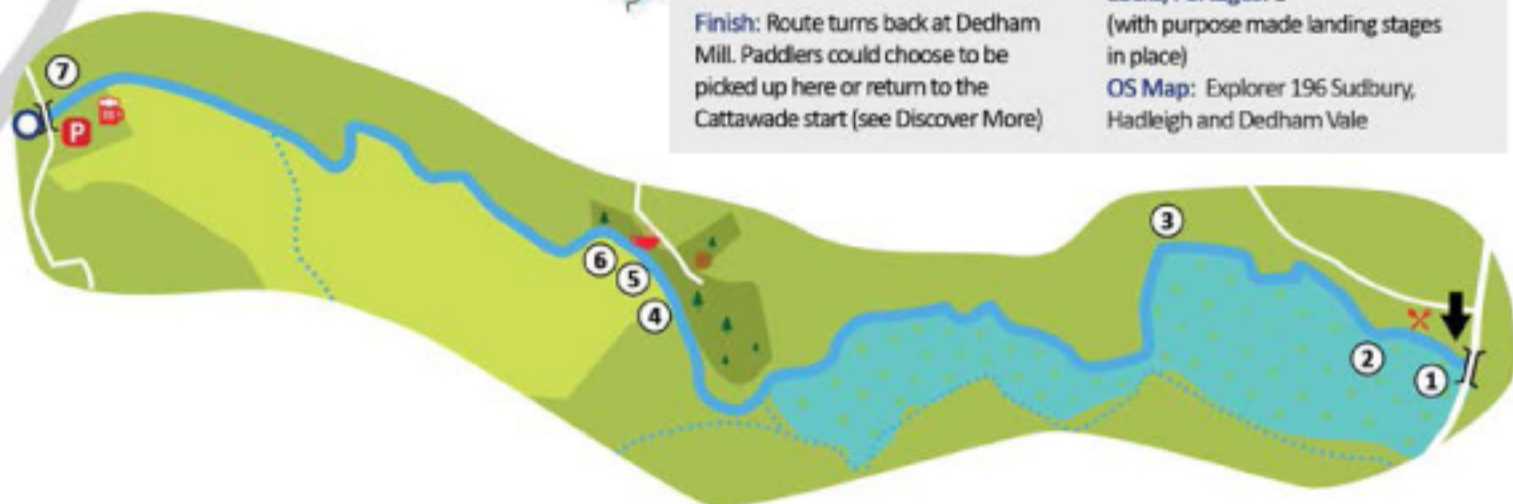 Finish: Route turns back at Dedham
Mill. Paddlers could choose to be
picked up here or return to the
Cattawade start (see Discover More)
(with purpose made landing stages
in place)
OS Map: Explorer 196 Sudbury,
Hadleigh and Dedham Vale
7
P
3
6
5
4
2
1